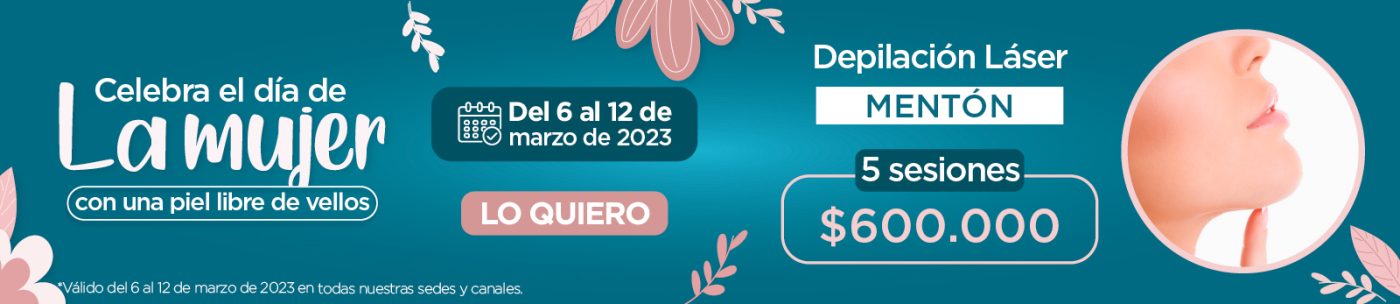 Celebra el día de
La mujer
con una piel libre de vellos
*Válido del 6 al 12 de marzo de 2023 en todas nuestras sedes y canales.
Del 6 al 12 de
marzo de 2023
LO QUIERO
Depilación Láser
MENTÓN
5 sesiones
$600.000